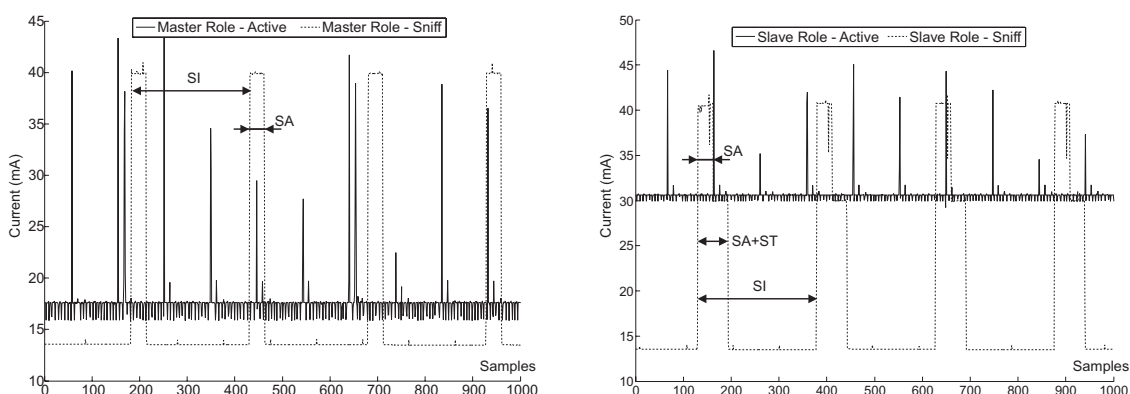 50
45
40
35
30
25
20
15
10
Current (mA)
Master Role - Active
Master Role - Sniff
SI
SA
Samples
0 100 200 300 400 500 600 700 800 900 1000
50
45
40
35
30
25
20
15
10
Current (mA)
Slave Role - Active
Slave Role - Sniff
SA
SA+ST
SI
Samples
0 100 200 300 400 500 600 700 800 900 1000